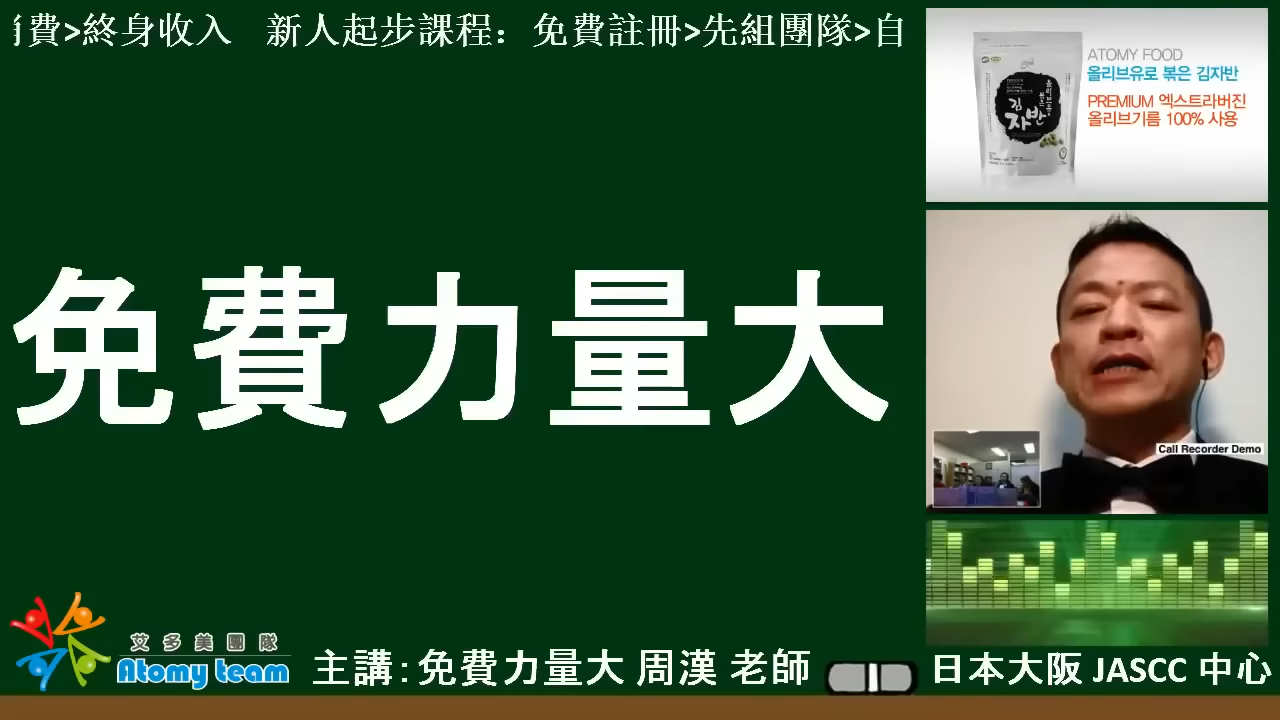 費>終身收入 新人起步課程：免費註冊>先組團隊>自
ATOMY FOOD
올리브유로 볶은 김자반
PREMIUM 엑스트라버진
올리브기름 100% 사용
김
자반
免費力量大
Call Recorder Demo
艾多美團隊
Atomy team
主講：免費力量大 周漢 老師
日本大阪 JASCC 中心